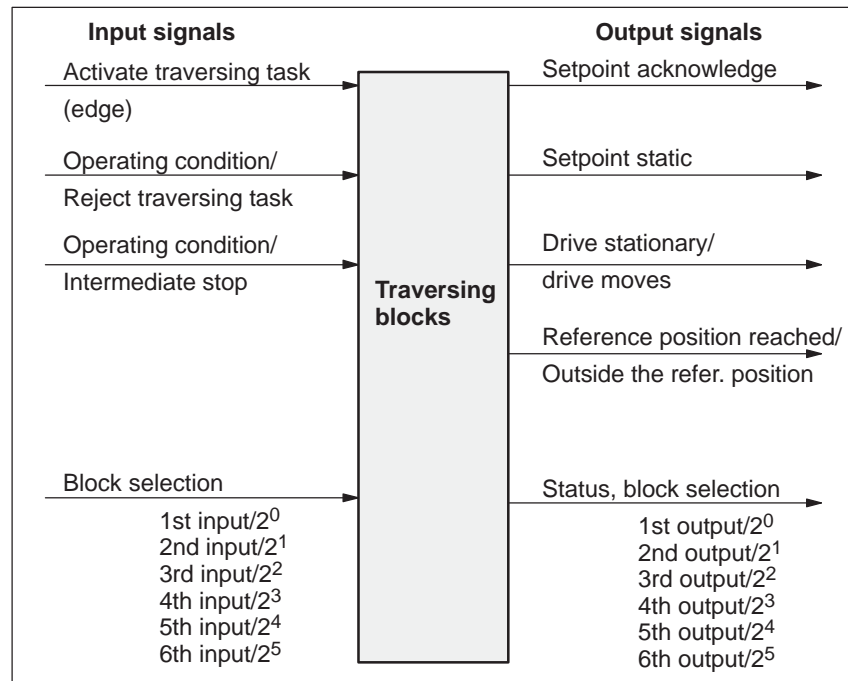 Input signals
Activate traversing task
(edge)
Operating condition/
Reject traversing task
Operating condition/
Intermediate stop
Block selection
1st input/2⁰
2nd input/2¹
3rd input/2²
4th input/2³
5th input/2⁴
6th input/2⁵
Traversing
blocks
Output signals
Setpoint acknowledge
Setpoint static
Drive stationary/
drive moves
Reference position reached/
Outside the refer. position
Status, block selection
1st output/2⁰
2nd output/2¹
3rd output/2²
4th output/2³
5th output/2⁴
6th output/2⁵